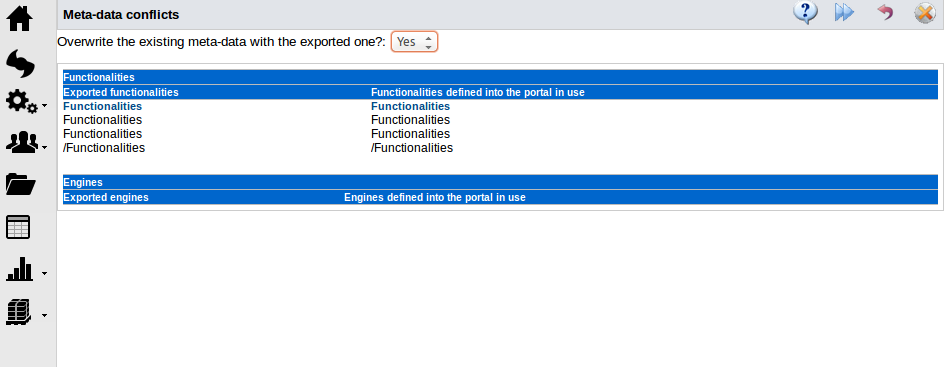 Meta-data conflicts
Overwrite the existing meta-data with the exported one?: Yes
Functionalities
Exported functionalities Functionalities defined into the portal in use
Functionalities Functionalities
Functionalities Functionalities
Functionalities Functionalities
/Functionalities /Functionalities
Engines
Exported engines Engines defined into the portal in use